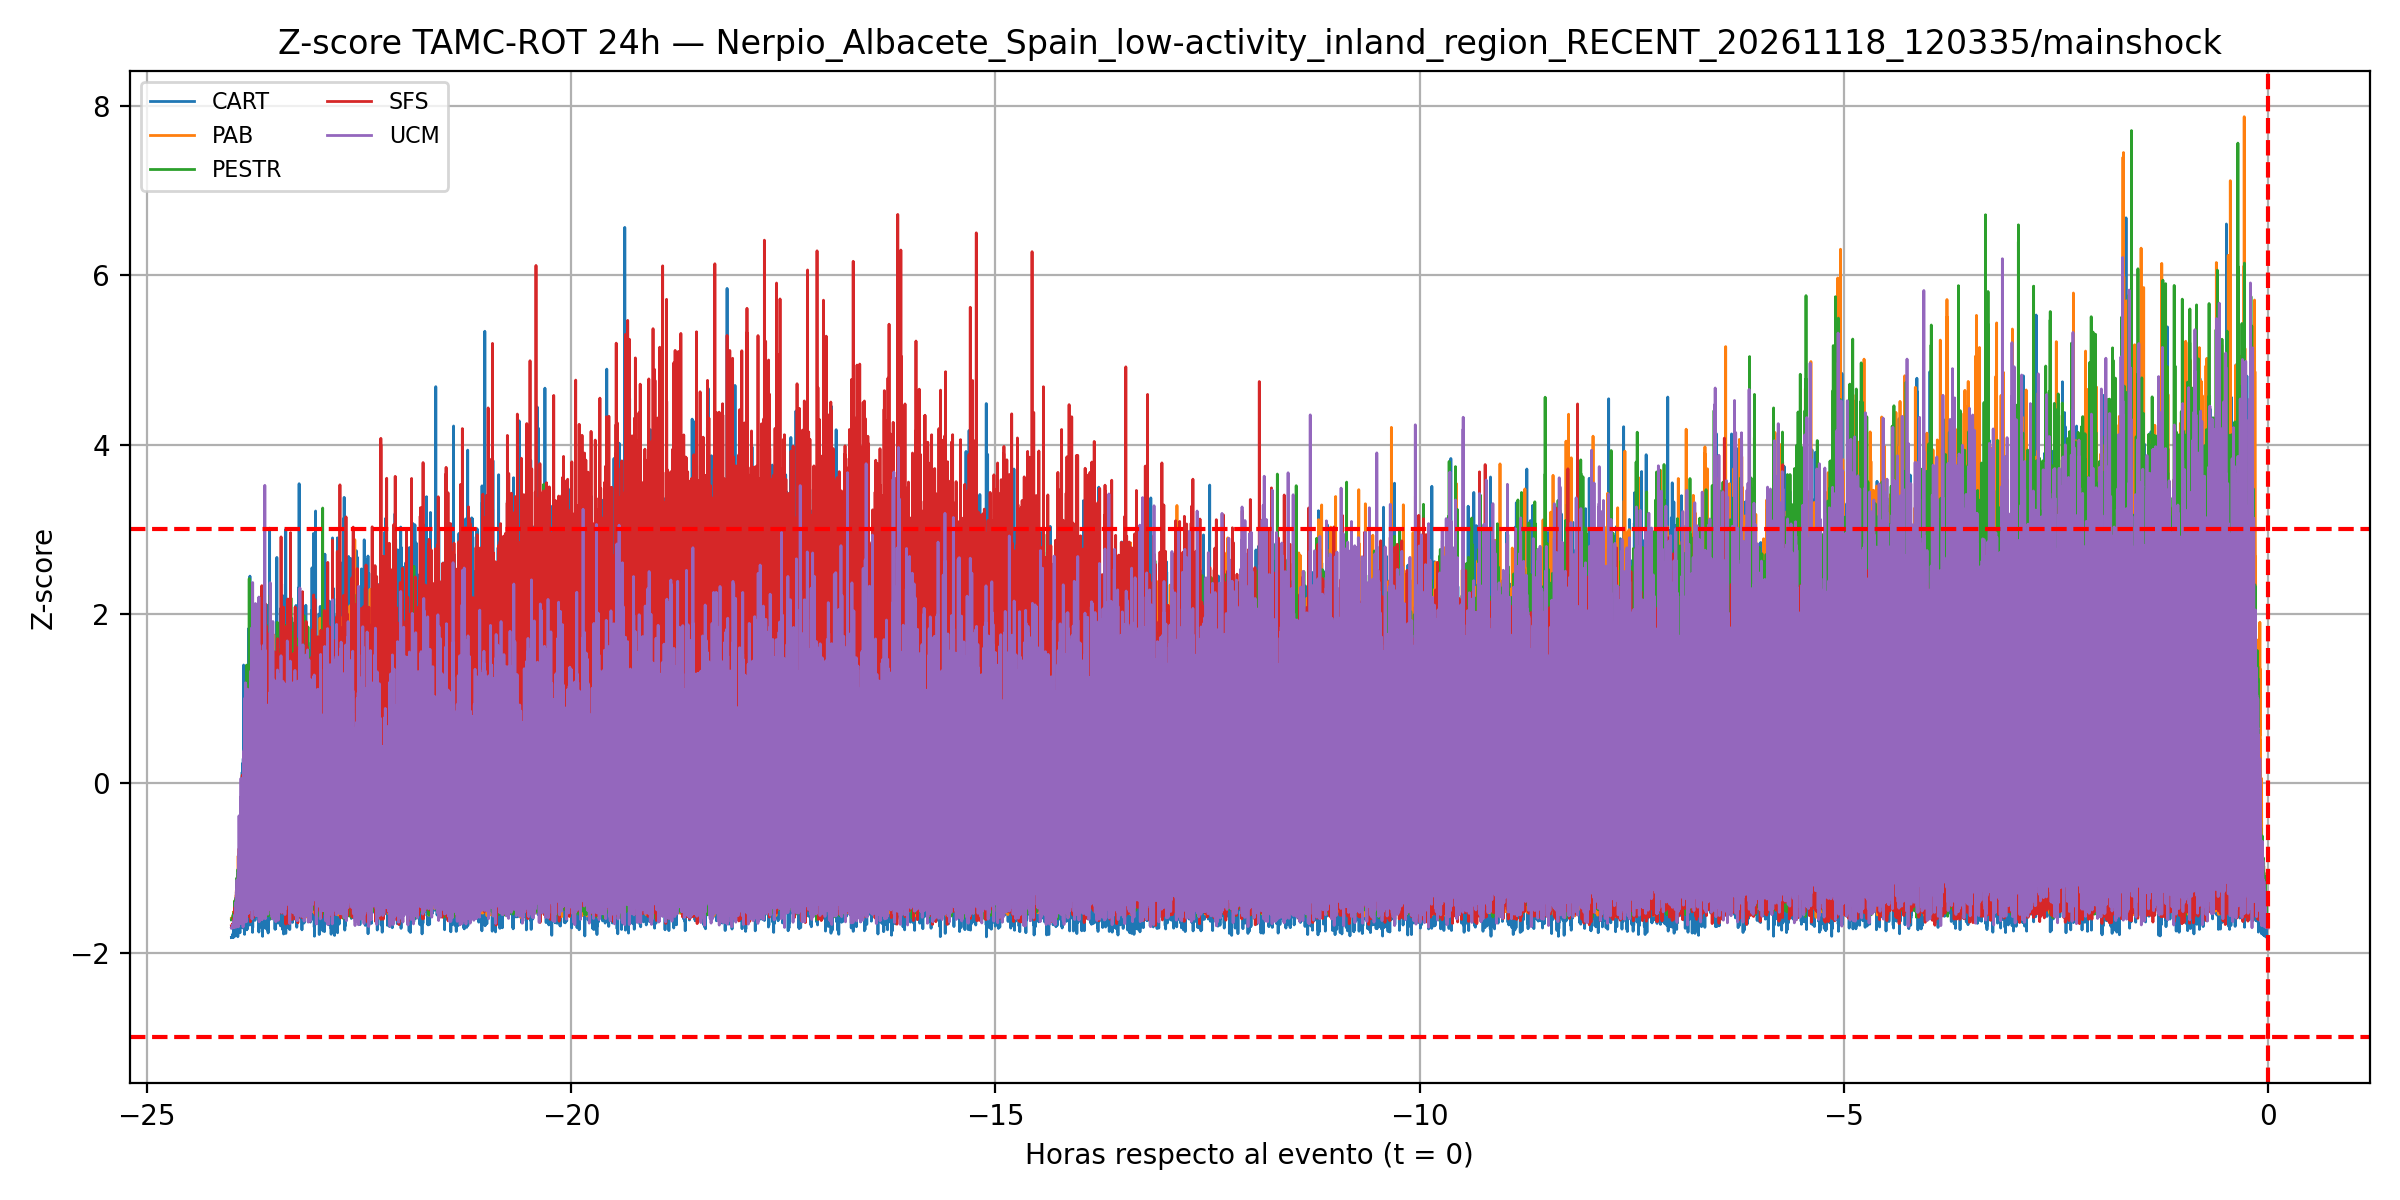 Z-score TAMC-ROT 24h — Nerpio_Albacete_Spain_low-activity_inland_region_RECENT_20261118_120335/mainshock
CART
PAB
PESTR
SFS
UCM
8
6
4
2
0
−2
Z-score
−25
−20
−15
−10
−5
0
Horas respecto al evento (t = 0)